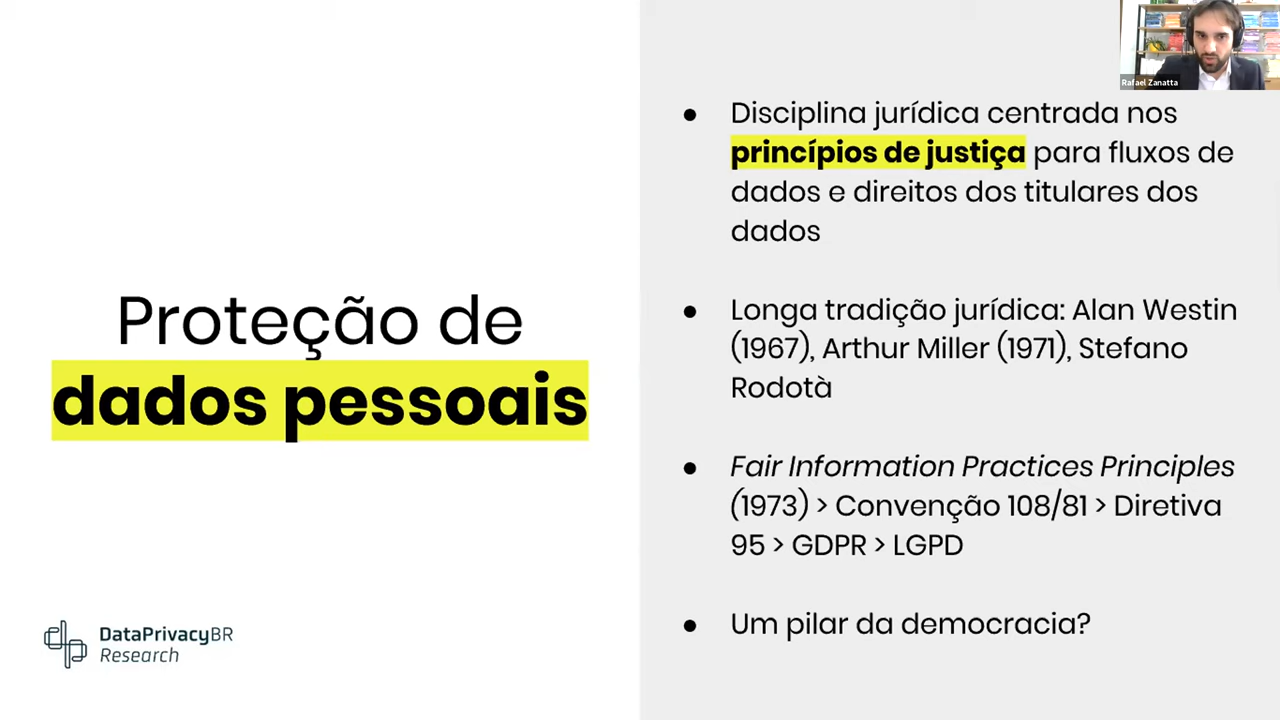 Rafael Zanatta
Proteção de
dados pessoais
DataPrivacyBR
Research
● Disciplina jurídica centrada nos
princípios de justiça para fluxos de
dados e direitos dos titulares dos
dados
● Longa tradição jurídica: Alan Westin
(1967), Arthur Miller (1971), Stefano
Rodotà
● Fair Information Practices Principles
(1973) > Convenção 108/81 > Diretiva
95 > GDPR > LGPD
● Um pilar da democracia?